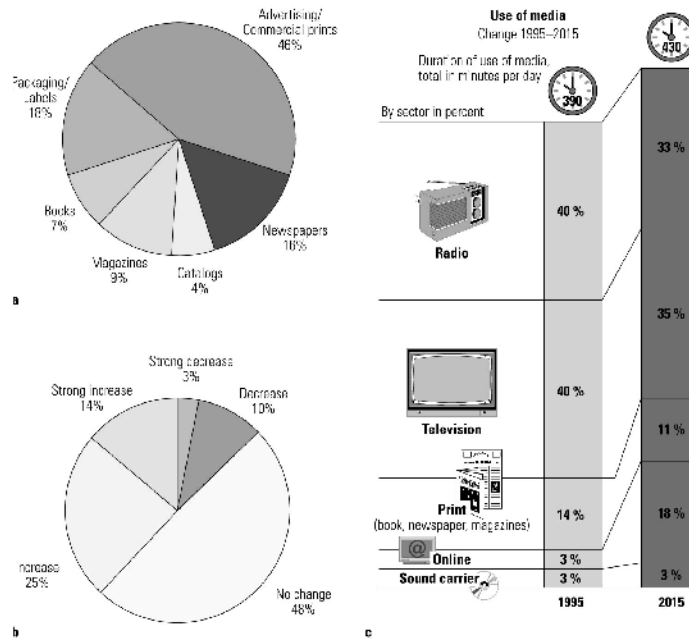 Advertising/
Commercial prints
46%
Packaging/
Labels
18%
Books
7%
Magazines
9%
Catalogs
4%
Newspapers
16%
a
Strong decrease
3%
Decrease
10%
Strong increase
14%
ncrease
25%
No change
48%
b
Use of media
Change 1995–2015
Duration of use of media,
total in minutes per day
390
430
By sector in percent
Radio
40 %
33 %
Television
40 %
35 %
Print
(book, newspaper, magazines)
14 %
11 %
@
Online
3 %
18 %
Sound carrier
3 %
3 %
1995
2015
c